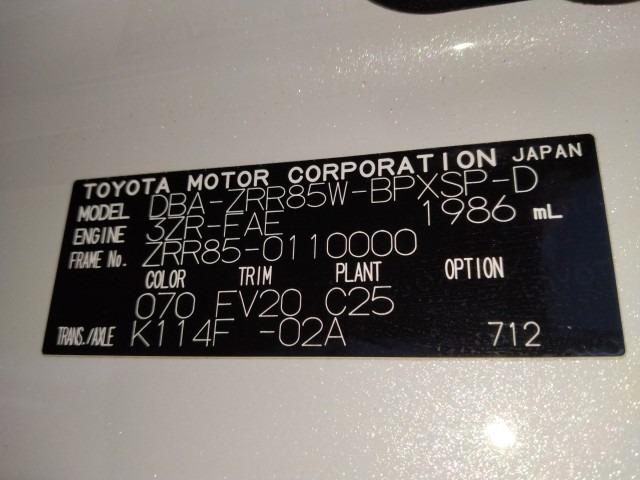 TOYOTA MOTOR CORPORATION JAPAN
MODEL DBA-ZRR85W-BPXSP-D
ENGINE 3ZR-FAE 1986 mL
FRAME No. ZRR85-0110000
COLOR TRIM PLANT OPTION
070 FV20 C25
TRANS./AXLE K114F -02A 712